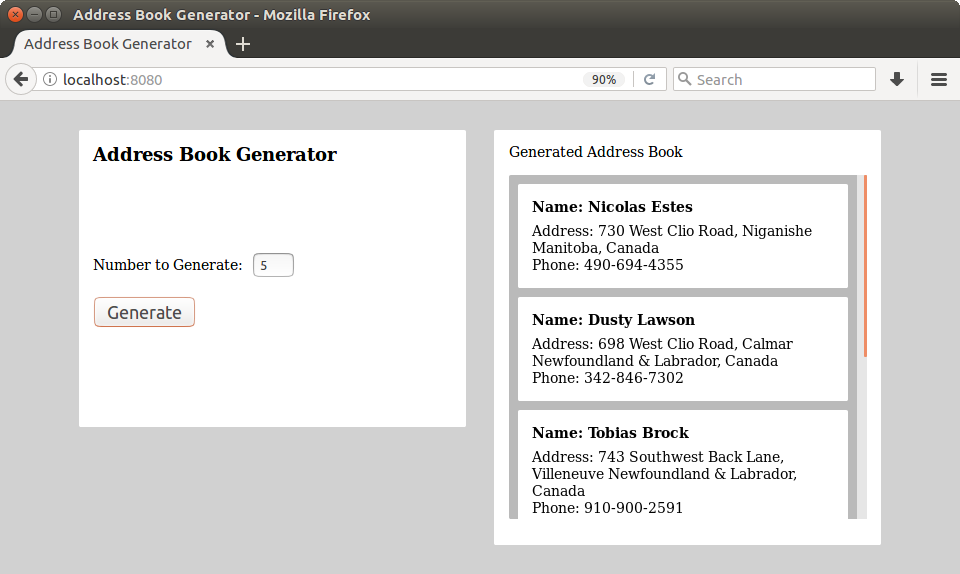 Address Book Generator - Mozilla Firefox
Address Book Generator
localhost:8080
90%
Search
Address Book Generator
Number to Generate: 5
Generate
Generated Address Book
Name: Nicolas Estes
Address: 730 West Clio Road, Niganishe
Manitoba, Canada
Phone: 490-694-4355
Name: Dusty Lawson
Address: 698 West Clio Road, Calmar
Newfoundland & Labrador, Canada
Phone: 342-846-7302
Name: Tobias Brock
Address: 743 Southwest Back Lane,
Villeneuve Newfoundland & Labrador,
Canada
Phone: 910-900-2591